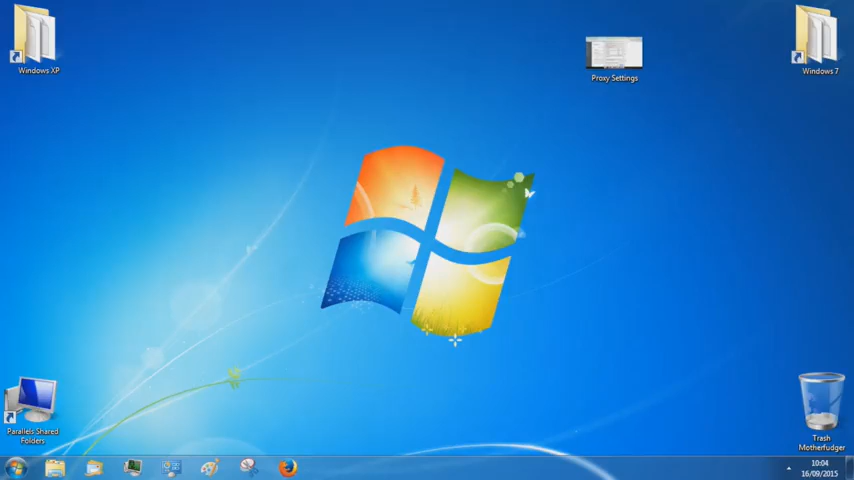 Windows XP
Proxy Settings
Windows 7
Parallels Shared
Folders
Trash
Motherfudger
10:04
16/09/2015